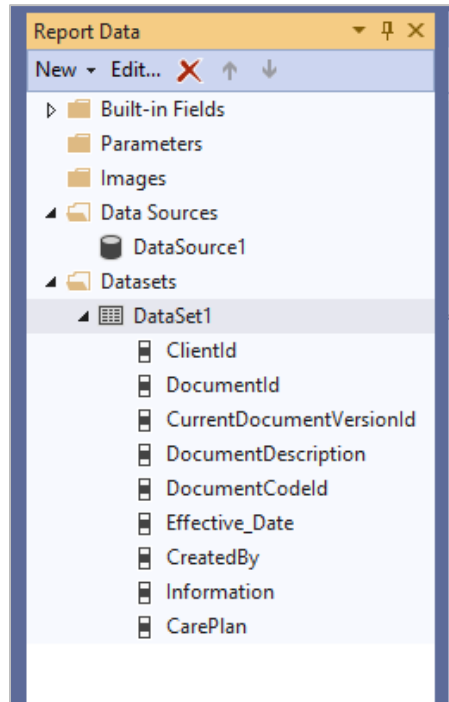 Report Data
New Edit...
Built-in Fields
Parameters
Images
Data Sources
DataSource1
Datasets
DataSet1
ClientId
DocumentId
CurrentDocumentVersionId
DocumentDescription
DocumentCodeId
Effective_Date
CreatedBy
Information
CarePlan